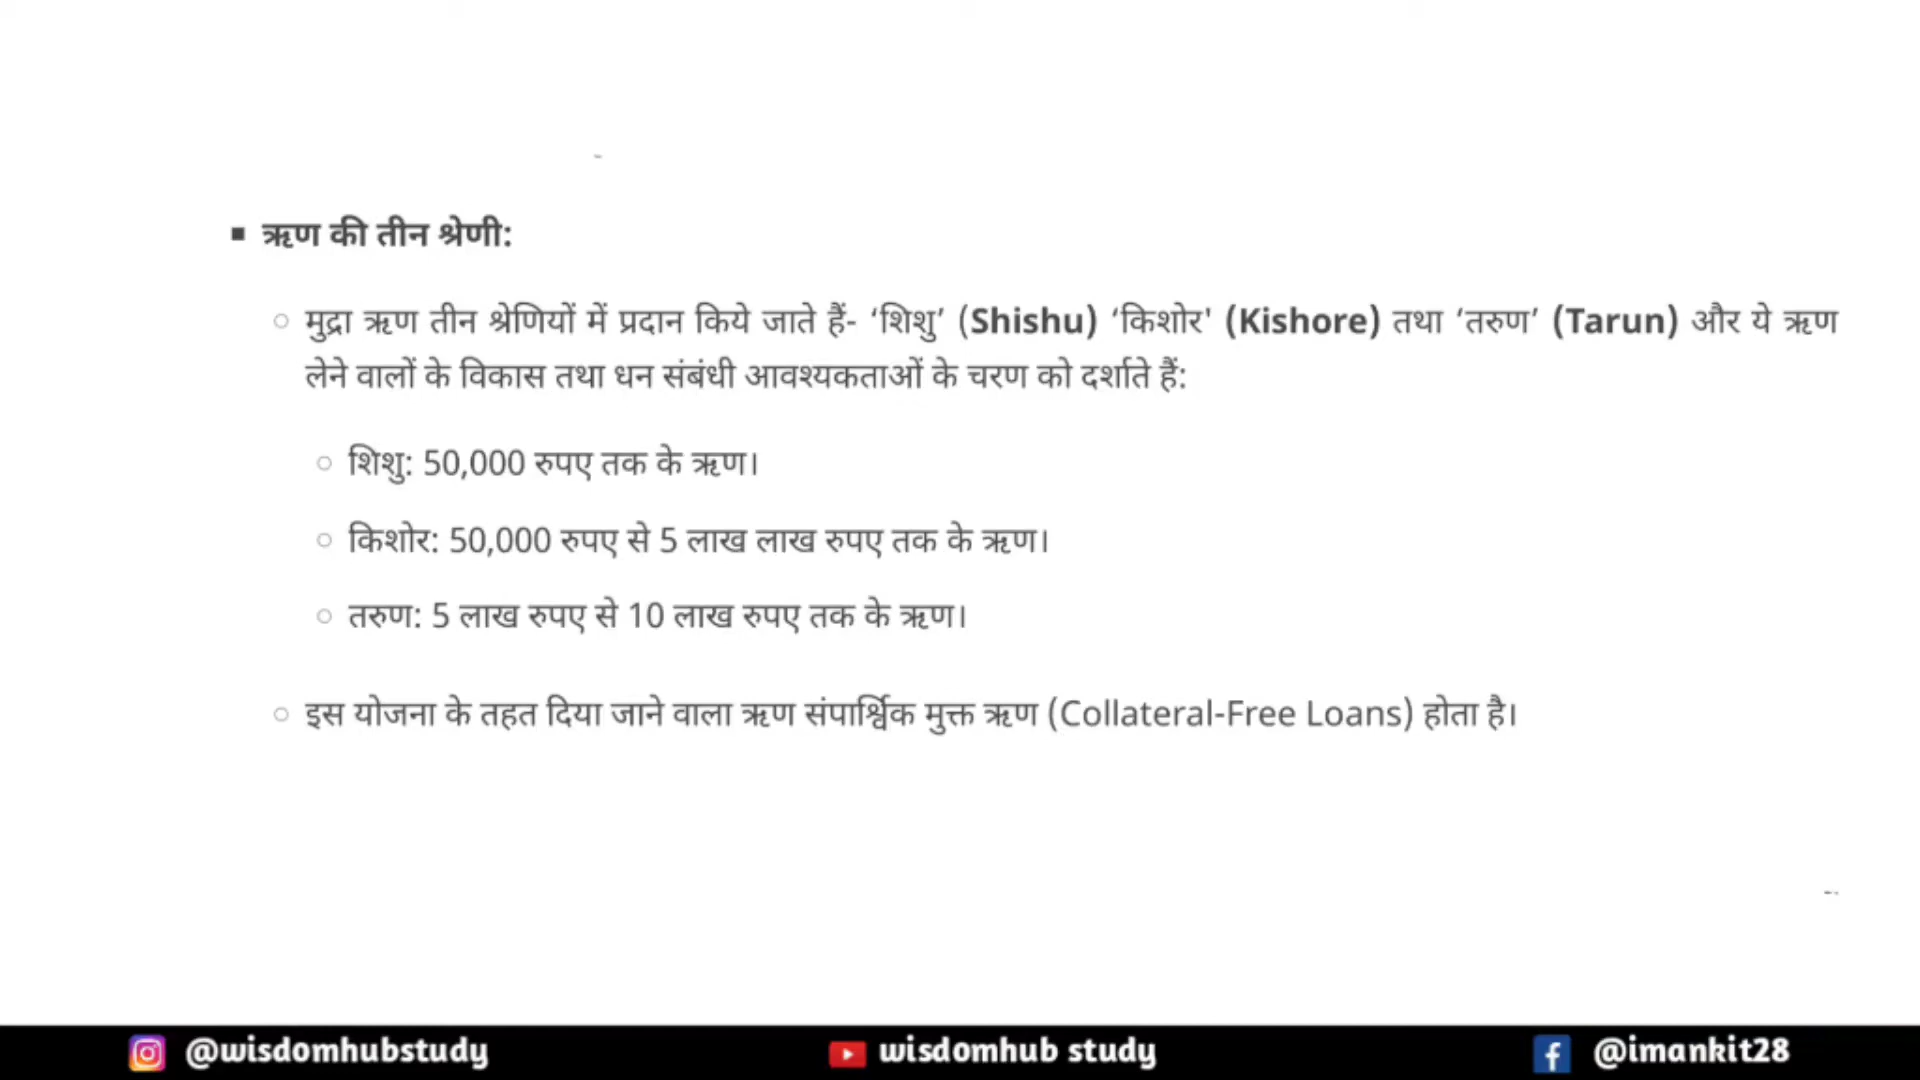 ऋण की तीन श्रेणी:
मुद्रा ऋण तीन श्रेणियों में प्रदान किये जाते हैं- ‘शिशु’ (Shishu) ‘किशोर' (Kishore) तथा ‘तरुण’ (Tarun) और ये ऋण
लेने वालों के विकास तथा धन संबंधी आवश्यकताओं के चरण को दर्शाते हैं:
शिशु: 50,000 रुपए तक के ऋण।
किशोर: 50,000 रुपए से 5 लाख लाख रुपए तक के ऋण।
तरुण: 5 लाख रुपए से 10 लाख रुपए तक के ऋण।
इस योजना के तहत दिया जाने वाला ऋण संपार्श्विक मुक्त ऋण (Collateral-Free Loans) होता है।
@wisdomhubstudy wisdomhub study @imankit28